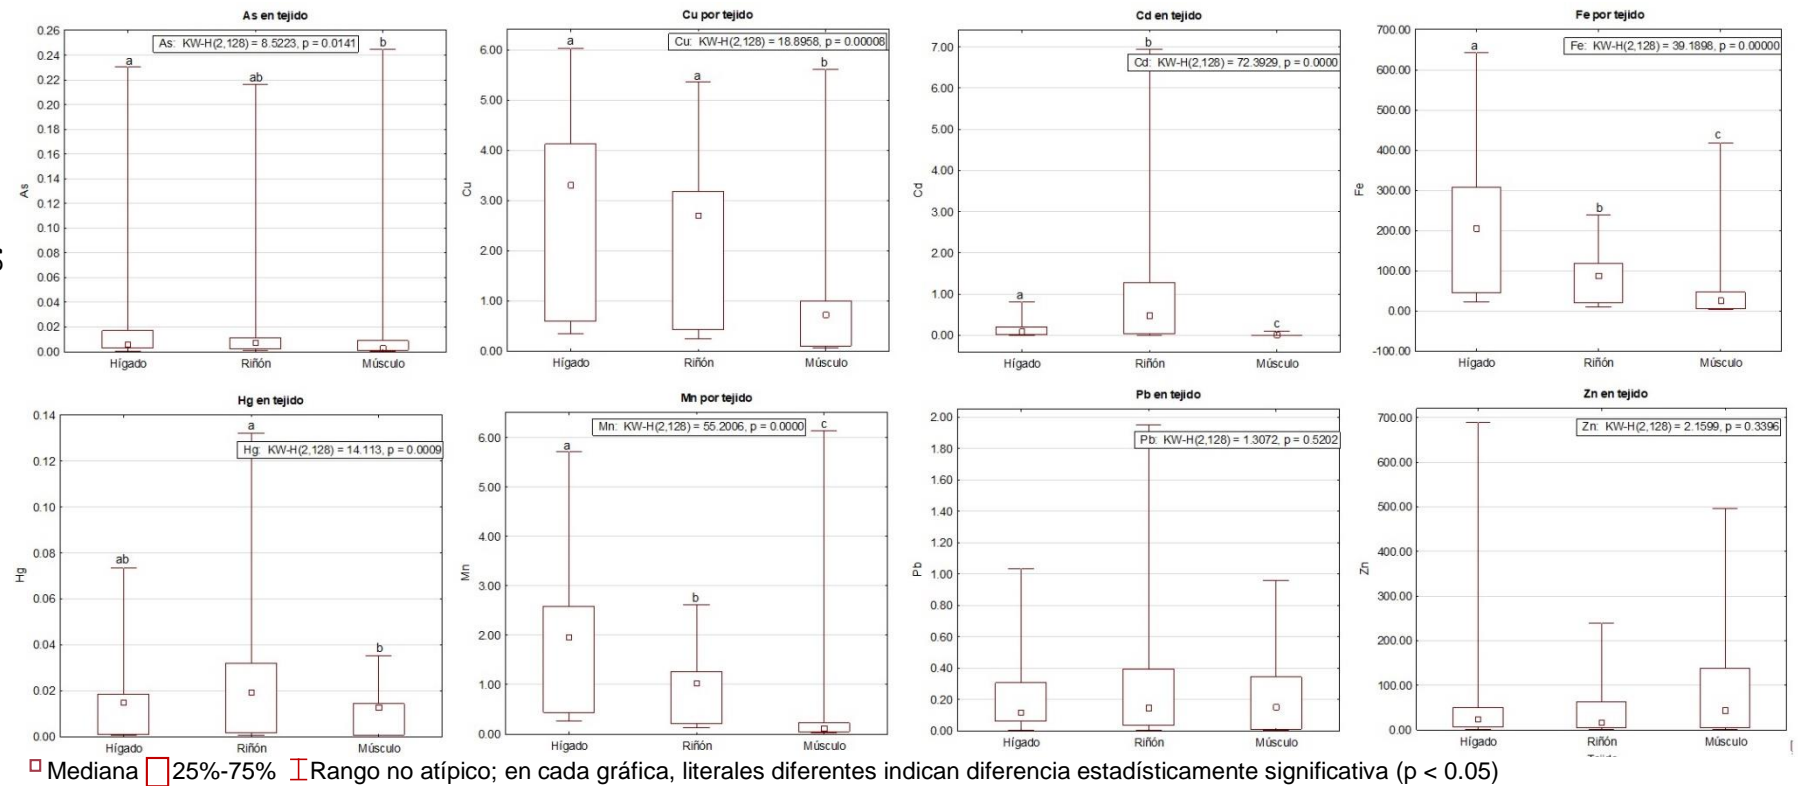 As en tejido
As: KW-H(2,128) = 8.5223, p = 0.0141
0.26
0.24
0.22
0.20
0.18
0.16
0.14
0.12
0.10
0.08
0.06
0.04
0.02
0.00
As
a
ab
b
Hígado Riñón Músculo
Cu por tejido
Cu: KW-H(2,128) = 18.8958, p = 0.00008
6.00
5.00
4.00
3.00
2.00
1.00
0.00
Cu
a
a
b
Hígado Riñón Músculo
Cd en tejido
Cd: KW-H(2,128) = 72.3929, p = 0.0000
7.00
6.00
5.00
4.00
3.00
2.00
1.00
0.00
Cd
a
b
c
Hígado Riñón Músculo
Fe por tejido
Fe: KW-H(2,128) = 39.1898, p = 0.00000
700.00
600.00
500.00
400.00
300.00
200.00
100.00
0.00
-100.00
Fe
a
b
c
Hígado Riñón Músculo
Hg en tejido
Hg: KW-H(2,128) = 14.113, p = 0.0009
0.14
0.12
0.10
0.08
0.06
0.04
0.02
0.00
Hg
ab
a
b
Hígado Riñón Músculo
Mn por tejido
Mn: KW-H(2,128) = 55.2006, p = 0.0000
6.00
5.00
4.00
3.00
2.00
1.00
0.00
Mn
a
b
c
Hígado Riñón Músculo
Pb en tejido
Pb: KW-H(2,128) = 1.3072, p = 0.5202
2.00
1.80
1.60
1.40
1.20
1.00
0.80
0.60
0.40
0.20
0.00
Pb
Hígado Riñón Músculo
Zn en tejido
Zn: KW-H(2,128) = 2.1599, p = 0.3396
700.00
600.00
500.00
400.00
300.00
200.00
100.00
0.00
Zn
Hígado Riñón Músculo
Mediana 25%-75% Rango no atípico; en cada gráfica, literales diferentes indican diferencia estadísticamente significativa (p < 0.05)